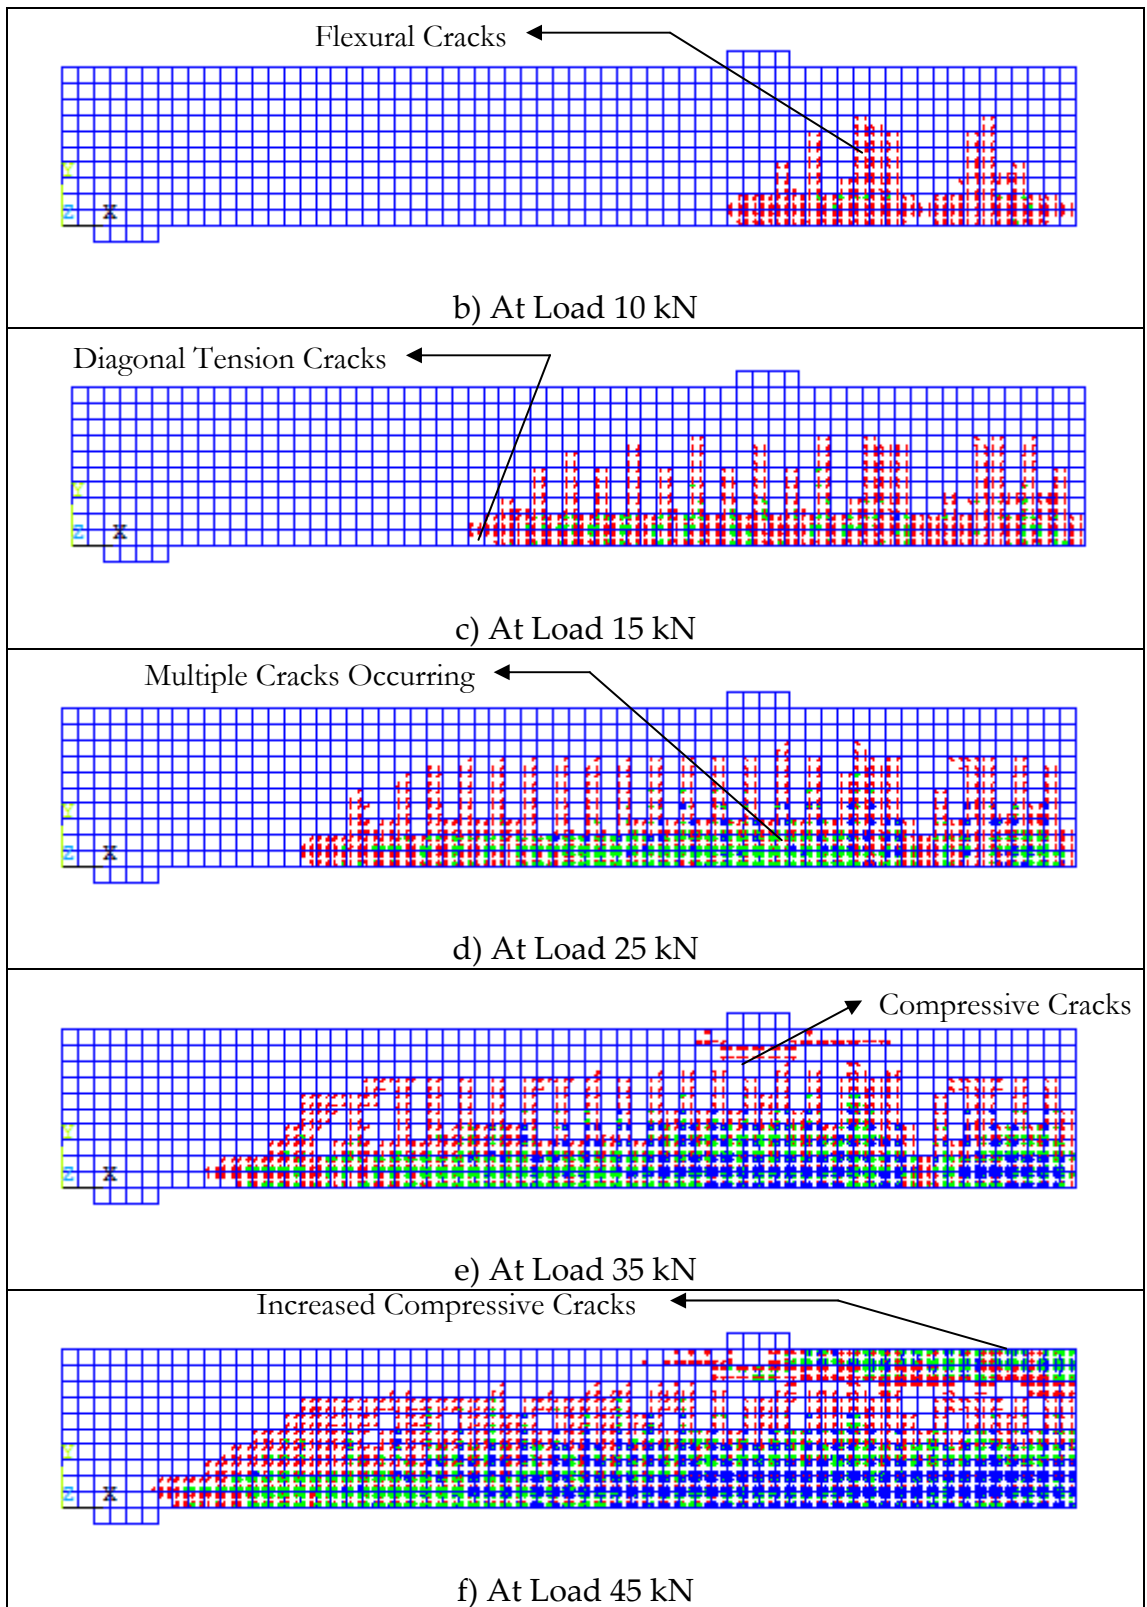 Flexural Cracks
Y
Z X
b) At Load 10 kN
Diagonal Tension Cracks
Y
Z X
c) At Load 15 kN
Multiple Cracks Occurring
Y
Z X
d) At Load 25 kN
Compressive Cracks
Y
Z X
e) At Load 35 kN
Increased Compressive Cracks
Y
Z X
f) At Load 45 kN